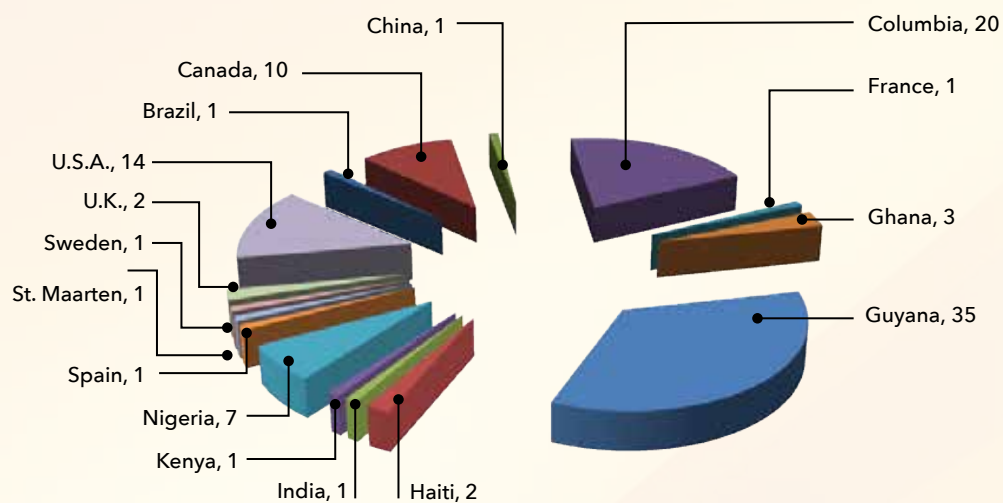 China, 1
Columbia, 20
Canada, 10
France, 1
Brazil, 1
U.S.A., 14
U.K., 2
Ghana, 3
Sweden, 1
St. Maarten, 1
Guyana, 35
Spain, 1
Nigeria, 7
Kenya, 1
India, 1
Haiti, 2